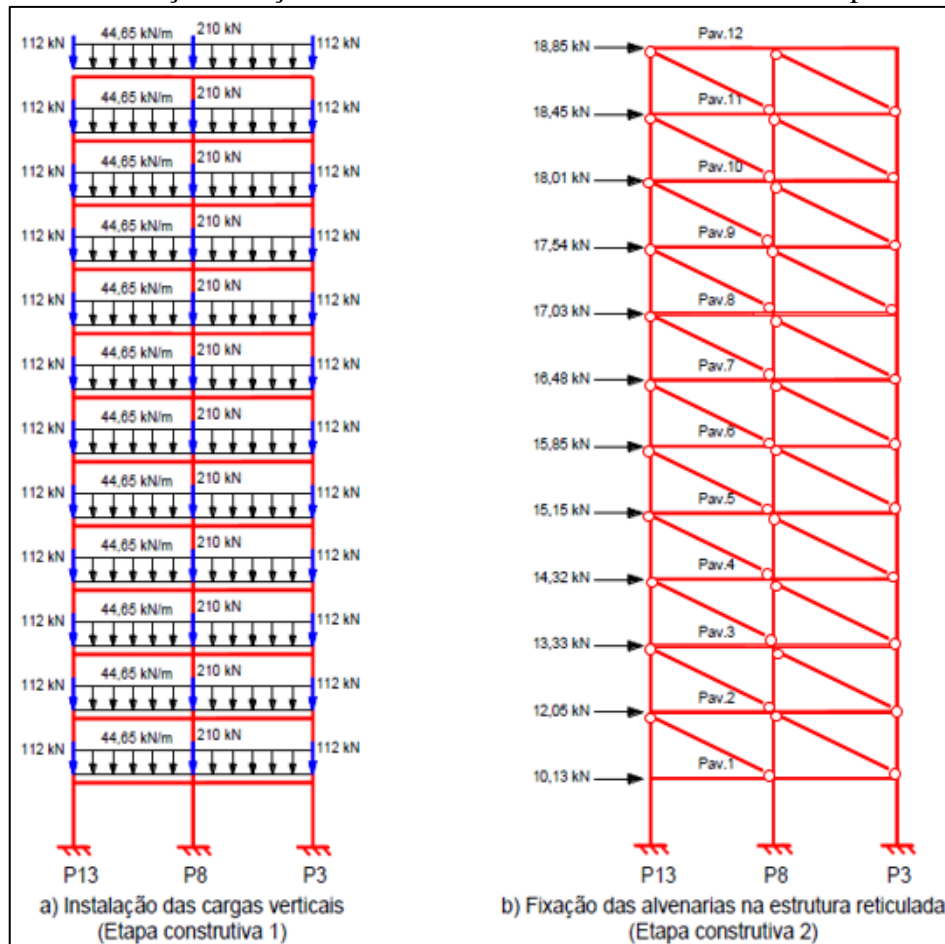 112 kN 44,65 kN/m 210 kN 112 kN
112 kN 44,65 kN/m 210 kN 112 kN
112 kN 44,65 kN/m 210 kN 112 kN
112 kN 44,65 kN/m 210 kN 112 kN
112 kN 44,65 kN/m 210 kN 112 kN
112 kN 44,65 kN/m 210 kN 112 kN
112 kN 44,65 kN/m 210 kN 112 kN
112 kN 44,65 kN/m 210 kN 112 kN
112 kN 44,65 kN/m 210 kN 112 kN
112 kN 44,65 kN/m 210 kN 112 kN
112 kN 44,65 kN/m 210 kN 112 kN
112 kN 44,65 kN/m 210 kN 112 kN
P13 P8 P3
a) Instalação das cargas verticais
(Etapa construtiva 1)
Pav.12
18,85 kN
Pav.11
18,45 kN
Pav.10
18,01 kN
Pav.9
17,54 kN
Pav.8
17,03 kN
Pav.7
16,48 kN
Pav.6
15,85 kN
Pav.5
15,15 kN
Pav.4
14,32 kN
Pav.3
13,33 kN
Pav.2
12,05 kN
Pav.1
10,13 kN
P13 P8 P3
b) Fixação das alvenarias na estrutura reticulada
(Etapa construtiva 2)